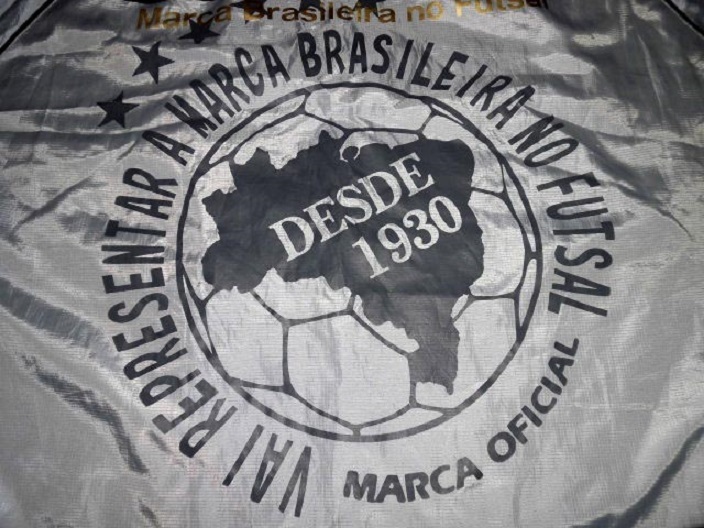 Marca Brasileira no Futsal
VAI REPRESENTAR A MARCA BRASILEIRA NO FUTSAL
DESDE
1930
MARCA OFICIAL